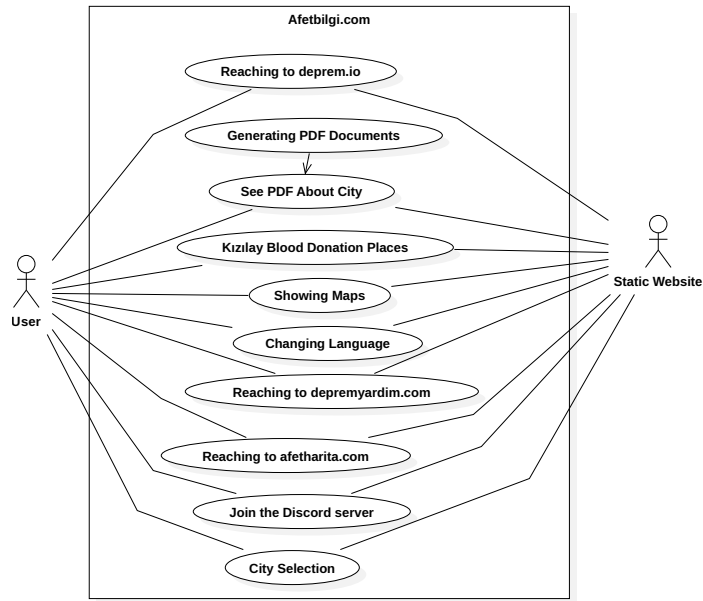 Afetbilgi.com
Reaching to deprem.io
Generating PDF Documents
See PDF About City
Kızılay Blood Donation Places
Showing Maps
Changing Language
Reaching to depremyardim.com
Reaching to afetharita.com
Join the Discord server
City Selection
User
Static Website